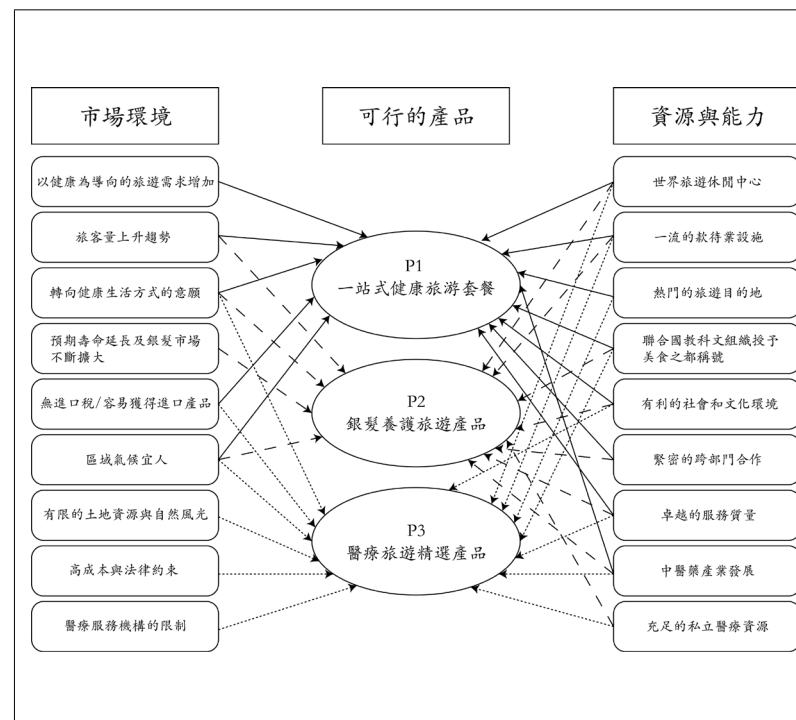 市場環境
可行的產品
資源與能力
以健康為導向的旅遊需求增加
旅客量上升趨勢
轉向健康生活方式的意願
預期壽命延長及銀髮市場
不斷擴大
無進口稅/容易獲得進口產品
區域氣候宜人
有限的土地資源與自然風光
高成本與法律約束
醫療服務機構的限制
P1
一站式健康旅游套餐
P2
銀髮養護旅遊產品
P3
醫療旅遊精選產品
世界旅遊休閒中心
一流的款待業設施
熱門的旅遊目的地
聯合國教科文組織授予
美食之都稱號
有利的社會和文化環境
緊密的跨部門合作
卓越的服務質量
中醫藥產業發展
充足的私立醫療資源